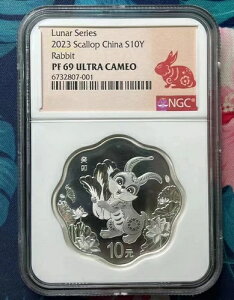 Lunar Series
2023 Scallop China S10Y
Rabbit
PF 69 ULTRA CAMEO
6732807-001
NGC
癸卯
10元